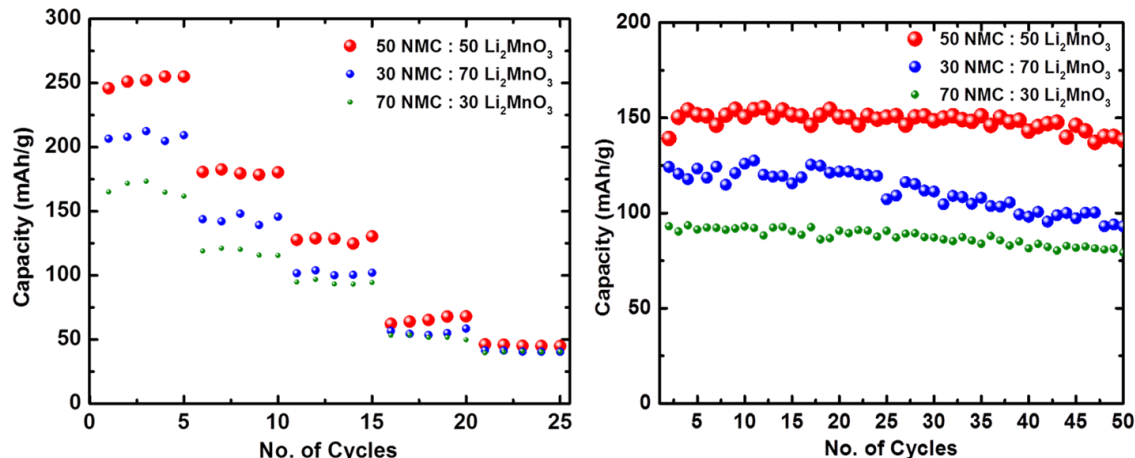 300
250
200
150
100
50
0
Capacity (mAh/g)
50 NMC : 50 Li₂MnO₃
30 NMC : 70 Li₂MnO₃
70 NMC : 30 Li₂MnO₃
0 5 10 15 20 25
No. of Cycles
200
150
100
50
0
Capacity (mAh/g)
50 NMC : 50 Li₂MnO₃
30 NMC : 70 Li₂MnO₃
70 NMC : 30 Li₂MnO₃
5 10 15 20 25 30 35 40 45 50
No. of Cycles